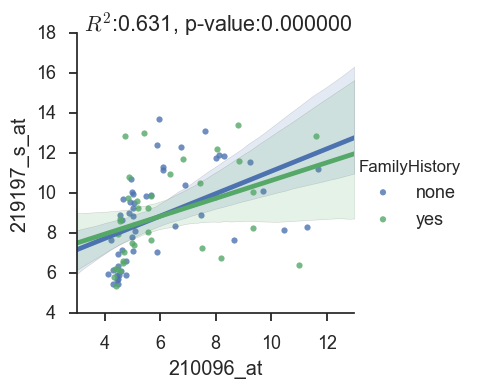 R²:0.631, p-value:0.000000
18
16
14
12
10
8
6
4
219197_s_at
4 6 8 10 12
210096_at
FamilyHistory
none
yes